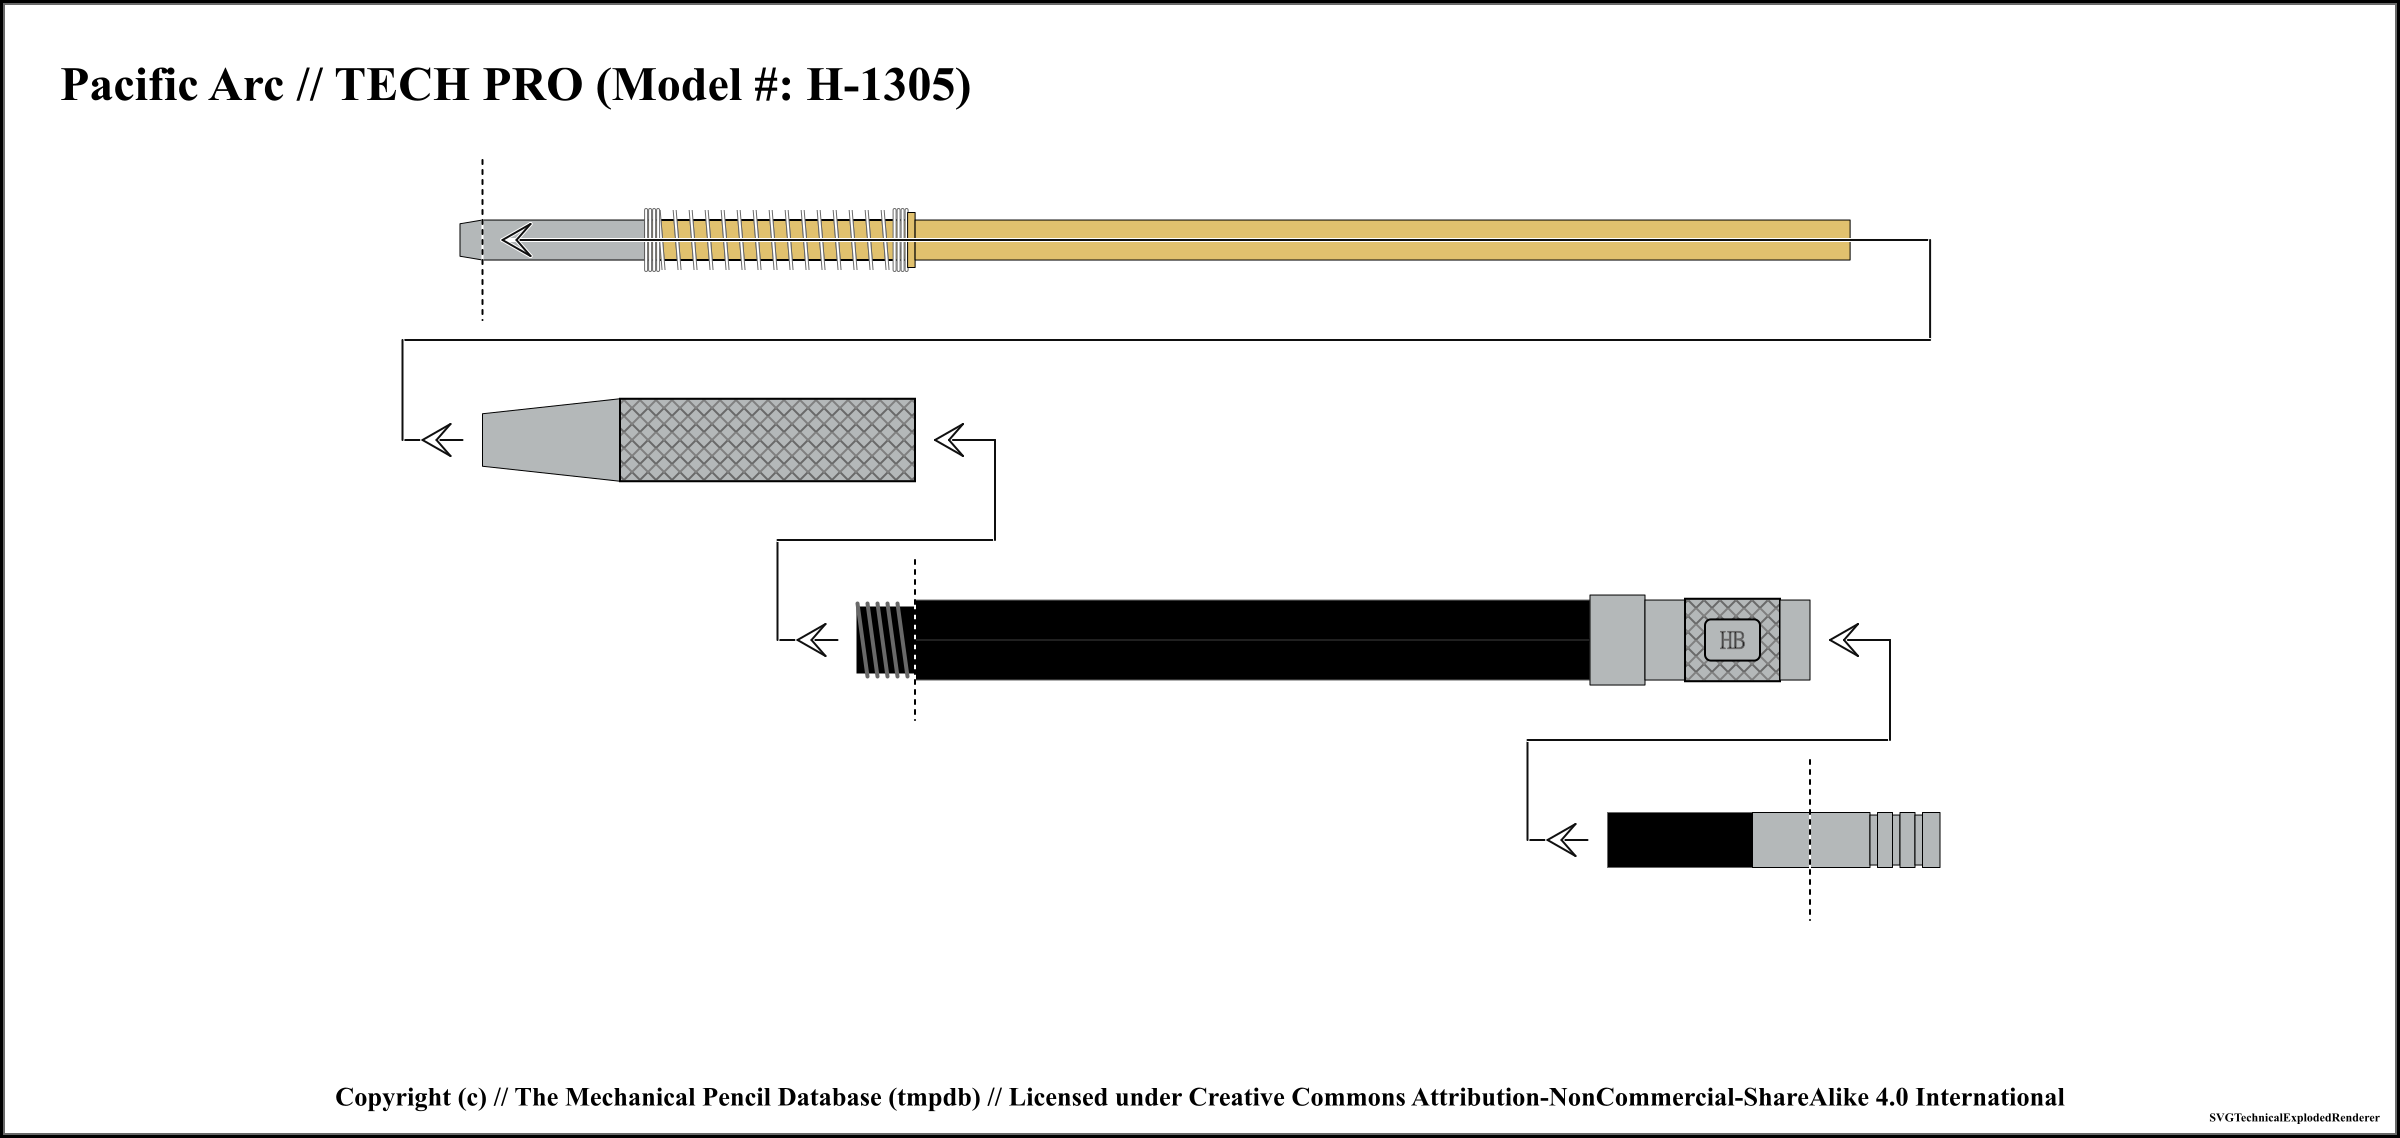 Pacific Arc // TECH PRO (Model #: H-1305)
HB
Copyright (c) // The Mechanical Pencil Database (tmpdb) // Licensed under Creative Commons Attribution-NonCommercial-ShareAlike 4.0 International
SVGTechnicalExplodedRenderer